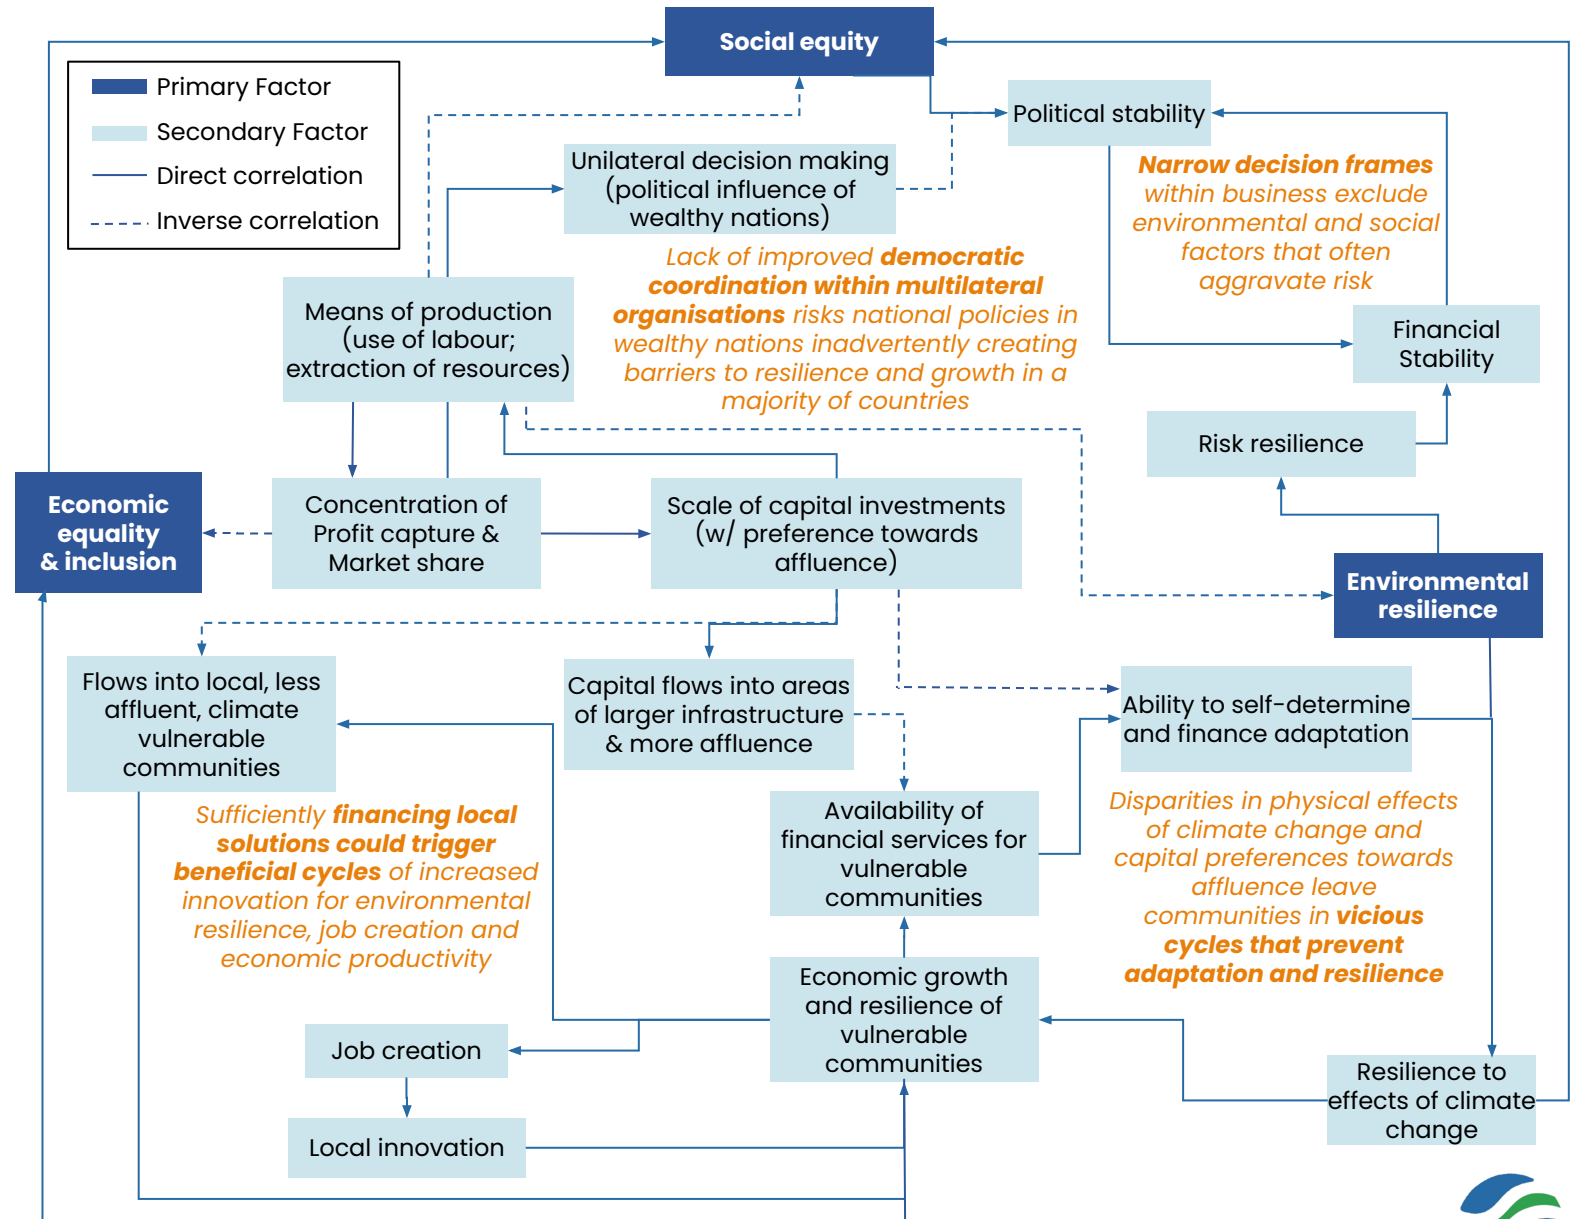 Social equity
Primary Factor
Secondary Factor
Direct correlation
Inverse correlation
Political stability
Unilateral decision making
(political influence of
wealthy nations)
Narrow decision frames
within business exclude
environmental and social
factors that often
aggravate risk
Lack of improved democratic
coordination within multilateral
organisations risks national policies in
wealthy nations inadvertently creating
barriers to resilience and growth in a
majority of countries
Means of production
(use of labour;
extraction of resources)
Financial
Stability
Risk resilience
Economic
equality
& inclusion
Concentration of
Profit capture &
Market share
Scale of capital investments
(w/ preference towards
affluence)
Environmental
resilience
Flows into local, less
affluent, climate
vulnerable
communities
Capital flows into areas
of larger infrastructure
& more affluence
Ability to self-determine
and finance adaptation
Sufficiently financing local
solutions could trigger
beneficial cycles of increased
innovation for environmental
resilience, job creation and
economic productivity
Availability of
financial services for
vulnerable
communities
Disparities in physical effects
of climate change and
capital preferences towards
affluence leave
communities in vicious
cycles that prevent
adaptation and resilience
Economic growth
and resilience of
vulnerable
communities
Job creation
Local innovation
Resilience to
effects of climate
change